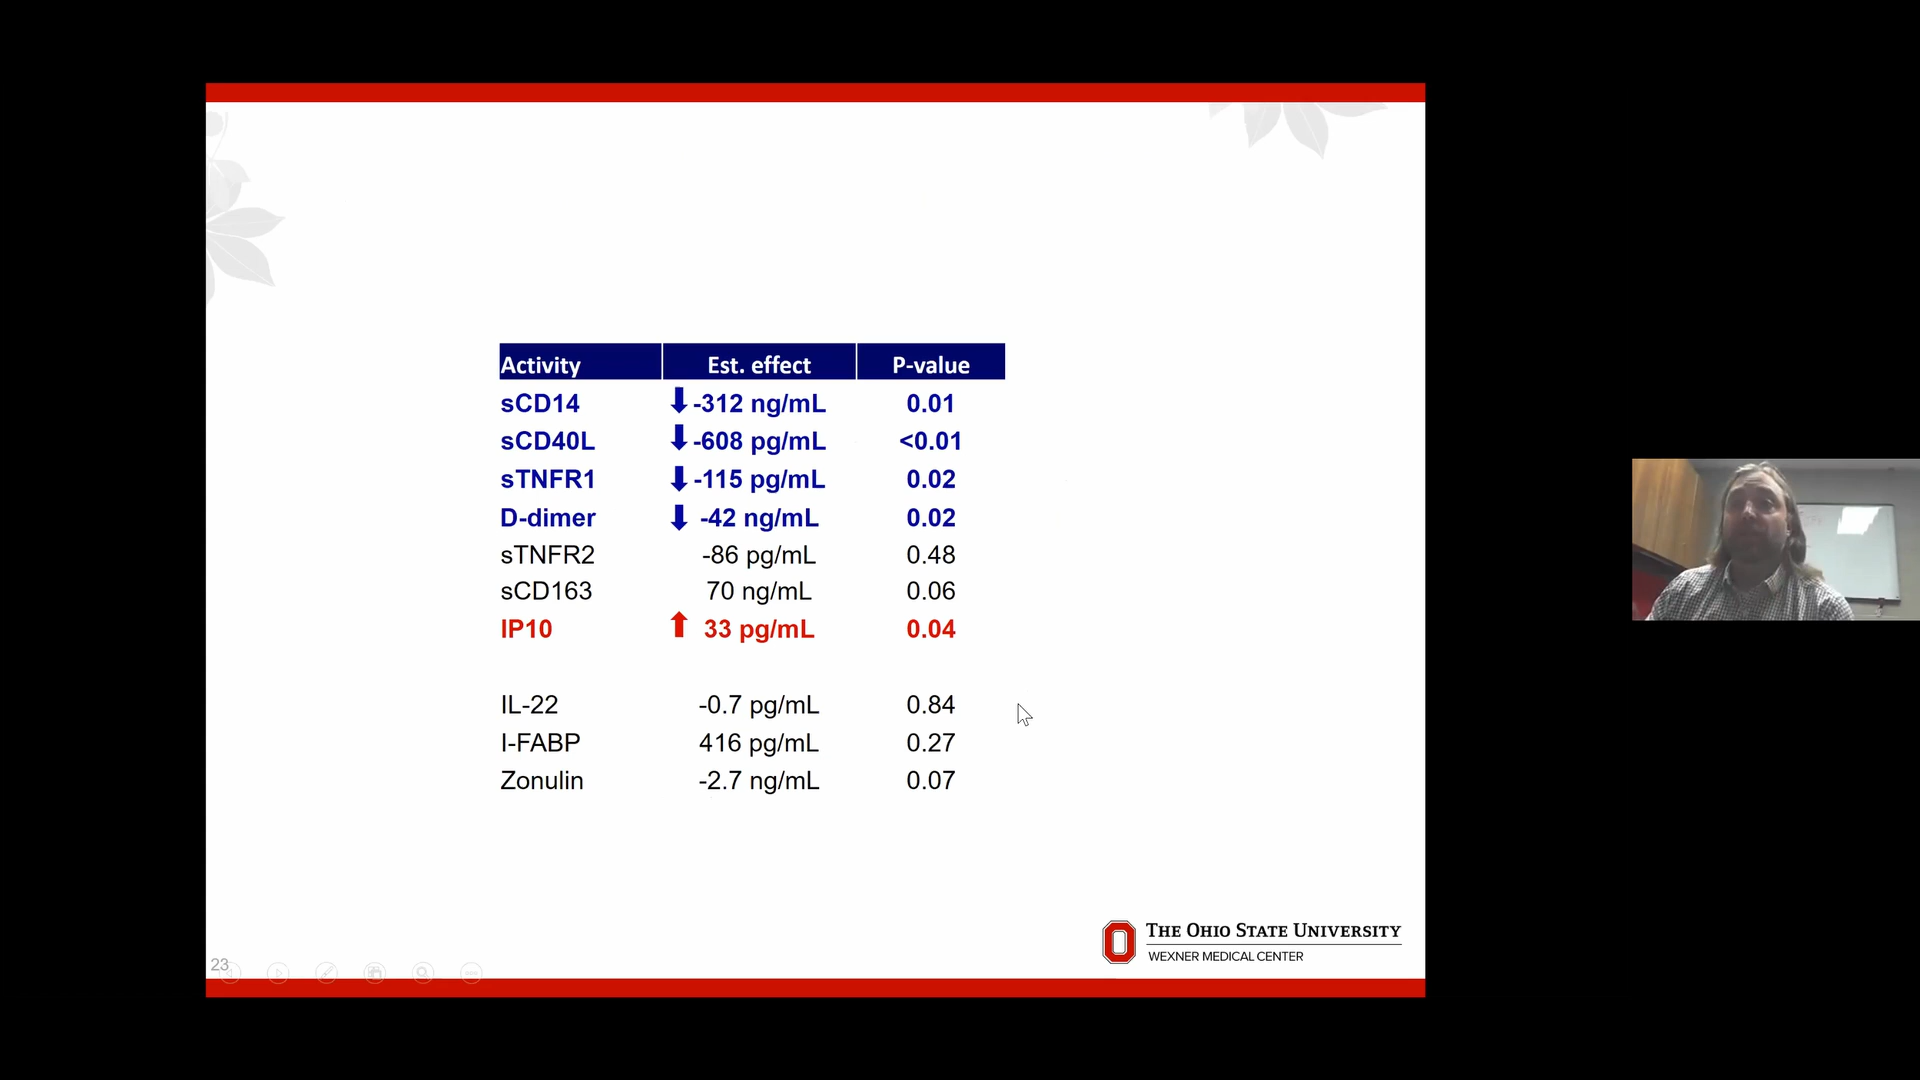 Activity Est. effect P-value
sCD14 -312 ng/mL 0.01
sCD40L -608 pg/mL <0.01
sTNFR1 -115 pg/mL 0.02
D-dimer -42 ng/mL 0.02
sTNFR2 -86 pg/mL 0.48
sCD163 70 ng/mL 0.06
IP10 33 pg/mL 0.04
IL-22 -0.7 pg/mL 0.84
I-FABP 416 pg/mL 0.27
Zonulin -2.7 ng/mL 0.07
THE OHIO STATE UNIVERSITY
WEXNER MEDICAL CENTER
23